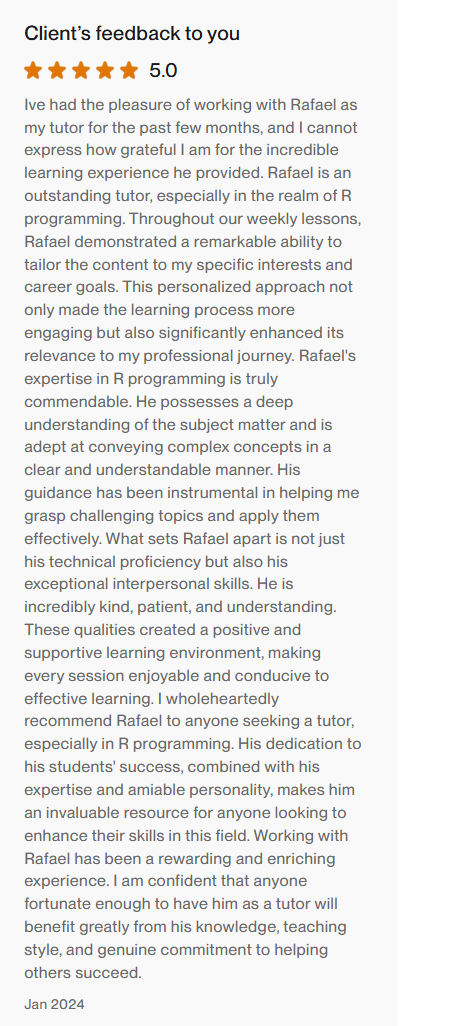 Client's feedback to you
5.0
Ive had the pleasure of working with Rafael as
my tutor for the past few months, and I cannot
express how grateful I am for the incredible
learning experience he provided. Rafael is an
outstanding tutor, especially in the realm of R
programming. Throughout our weekly lessons,
Rafael demonstrated a remarkable ability to
tailor the content to my specific interests and
career goals. This personalized approach not
only made the learning process more
engaging but also significantly enhanced its
relevance to my professional journey. Rafael's
expertise in R programming is truly
commendable. He possesses a deep
understanding of the subject matter and is
adept at conveying complex concepts in a
clear and understandable manner. His
guidance has been instrumental in helping me
grasp challenging topics and apply them
effectively. What sets Rafael apart is not just
his technical proficiency but also his
exceptional interpersonal skills. He is
incredibly kind, patient, and understanding.
These qualities created a positive and
supportive learning environment, making
every session enjoyable and conducive to
effective learning. I wholeheartedly
recommend Rafael to anyone seeking a tutor,
especially in R programming. His dedication to
his students' success, combined with his
expertise and amiable personality, makes him
an invaluable resource for anyone looking to
enhance their skills in this field. Working with
Rafael has been a rewarding and enriching
experience. I am confident that anyone
fortunate enough to have him as a tutor will
benefit greatly from his knowledge, teaching
style, and genuine commitment to helping
others succeed.
Jan 2024